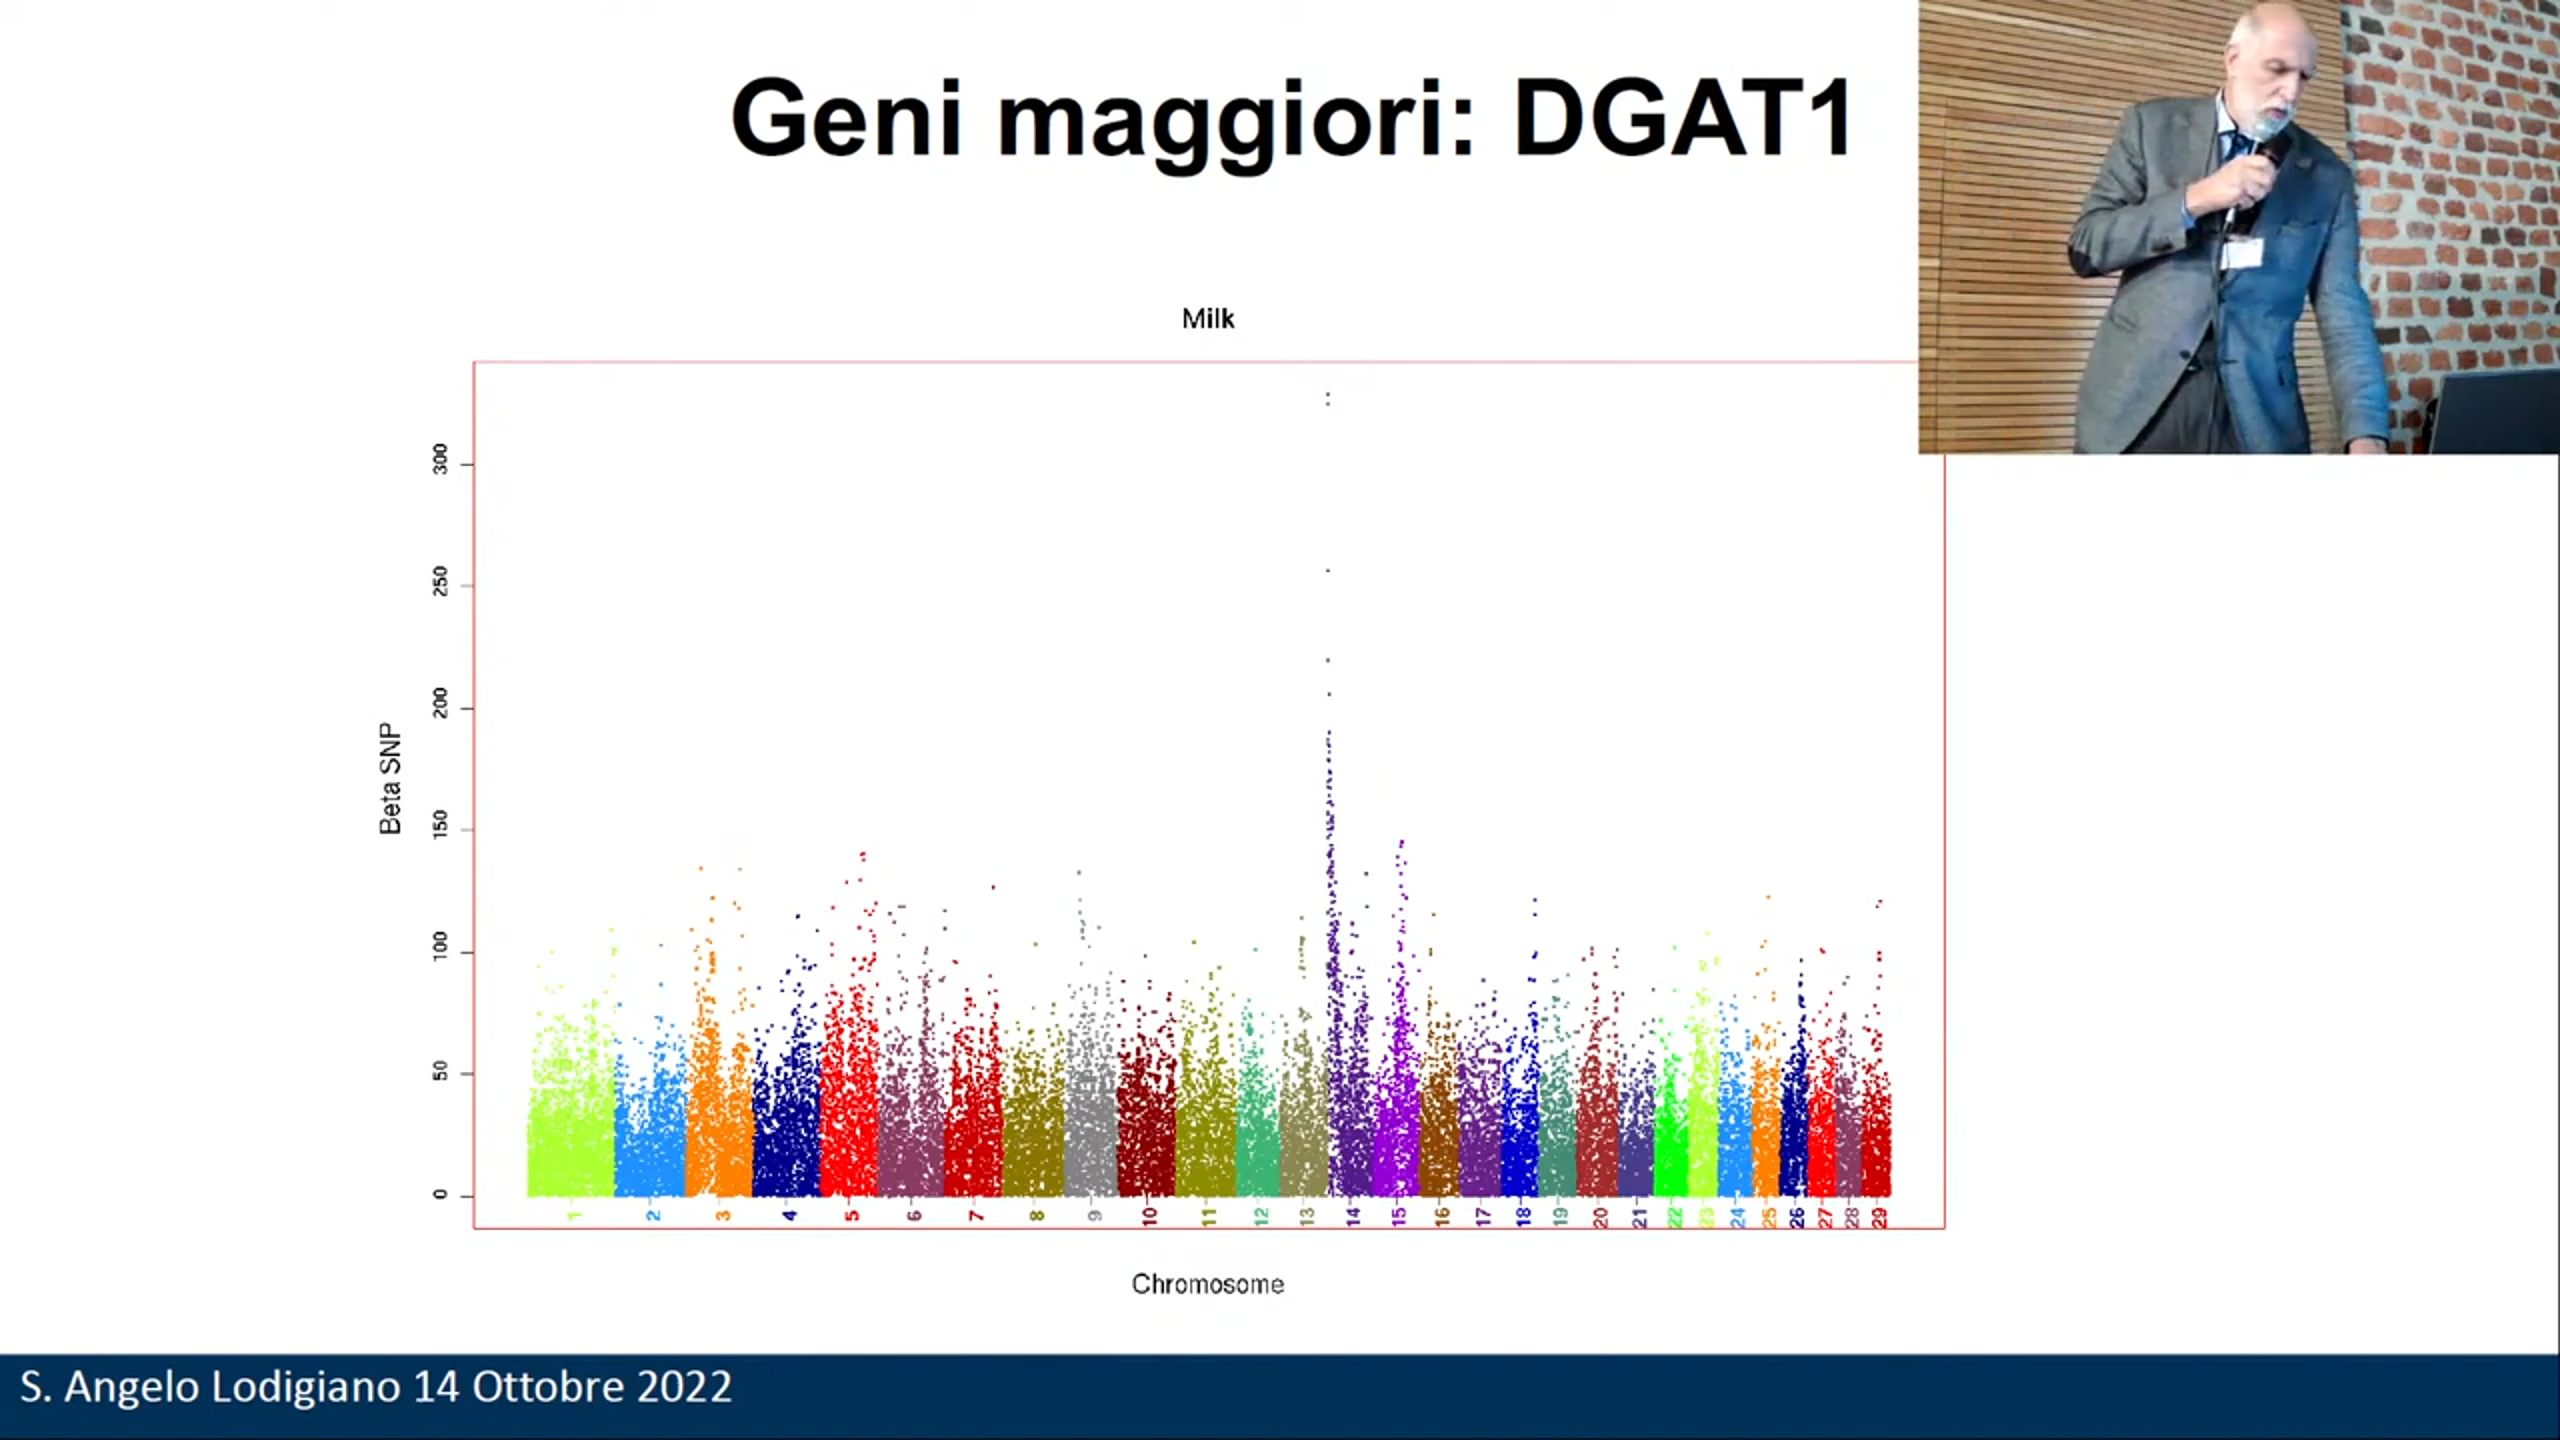 Geni maggiori: DGAT1
Milk
300
250
200
150
100
50
0
Beta SNP
1 2 3 4 5 6 7 8 9 10 11 12 13 14 15 16 17 18 19 20 21 22 23 24 25 26 27 28 29
Chromosome
S. Angelo Lodigiano 14 Ottobre 2022